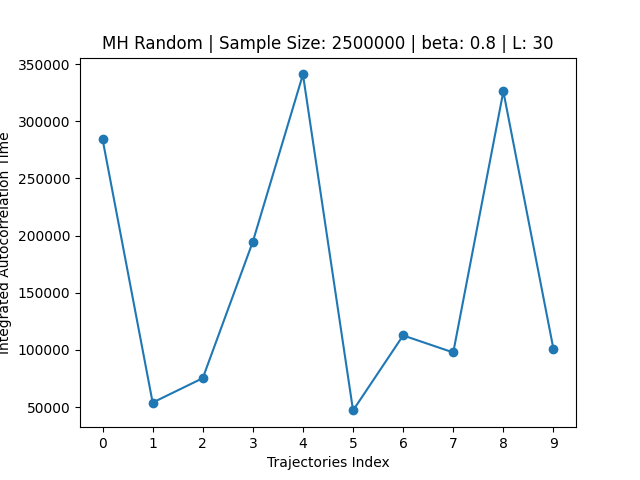 MH Random | Sample Size: 2500000 | beta: 0.8 | L: 30
Integrated Autocorrelation Time
350000
300000
250000
200000
150000
100000
50000
0 1 2 3 4 5 6 7 8 9
Trajectories Index